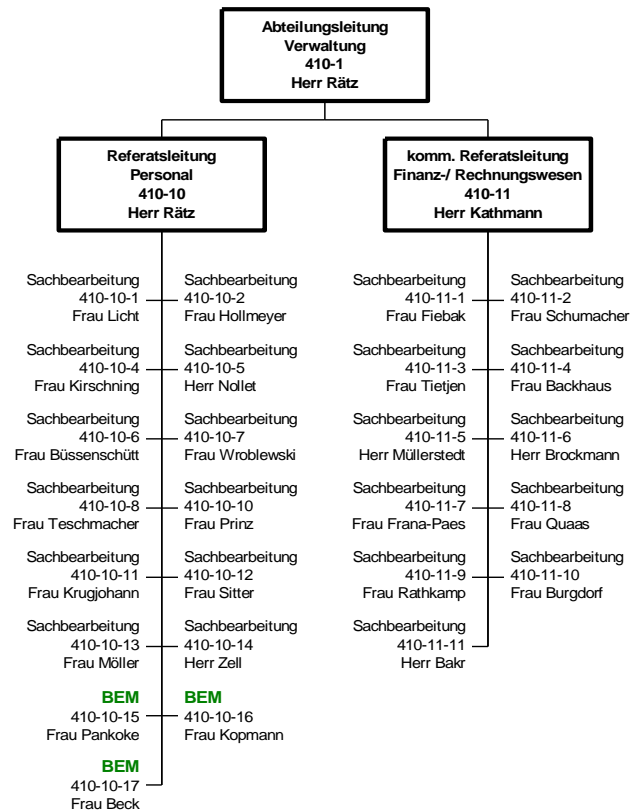 Abteilungsleitung
Verwaltung
410-1
Herr Rätz
Referatsleitung
Personal
410-10
Herr Rätz
komm. Referatsleitung
Finanz-/ Rechnungswesen
410-11
Herr Kathmann
Sachbearbeitung
410-10-1
Frau Licht
Sachbearbeitung
410-10-2
Frau Hollmeyer
Sachbearbeitung
410-10-4
Frau Kirschning
Sachbearbeitung
410-10-5
Herr Nollet
Sachbearbeitung
410-10-6
Frau Büssenschütt
Sachbearbeitung
410-10-7
Frau Wroblewski
Sachbearbeitung
410-10-8
Frau Teschmacher
Sachbearbeitung
410-10-10
Frau Prinz
Sachbearbeitung
410-10-11
Frau Krugjohann
Sachbearbeitung
410-10-12
Frau Sitter
Sachbearbeitung
410-10-13
Frau Möller
Sachbearbeitung
410-10-14
Herr Zell
BEM
410-10-15
Frau Pankoke
BEM
410-10-16
Frau Kopmann
BEM
410-10-17
Frau Beck
Sachbearbeitung
410-11-1
Frau Fiebak
Sachbearbeitung
410-11-2
Frau Schumacher
Sachbearbeitung
410-11-3
Frau Tietjen
Sachbearbeitung
410-11-4
Frau Backhaus
Sachbearbeitung
410-11-5
Herr Müllerstedt
Sachbearbeitung
410-11-6
Herr Brockmann
Sachbearbeitung
410-11-7
Frau Frana-Paes
Sachbearbeitung
410-11-8
Frau Quaas
Sachbearbeitung
410-11-9
Frau Rathkamp
Sachbearbeitung
410-11-10
Frau Burgdorf
Sachbearbeitung
410-11-11
Herr Bakr